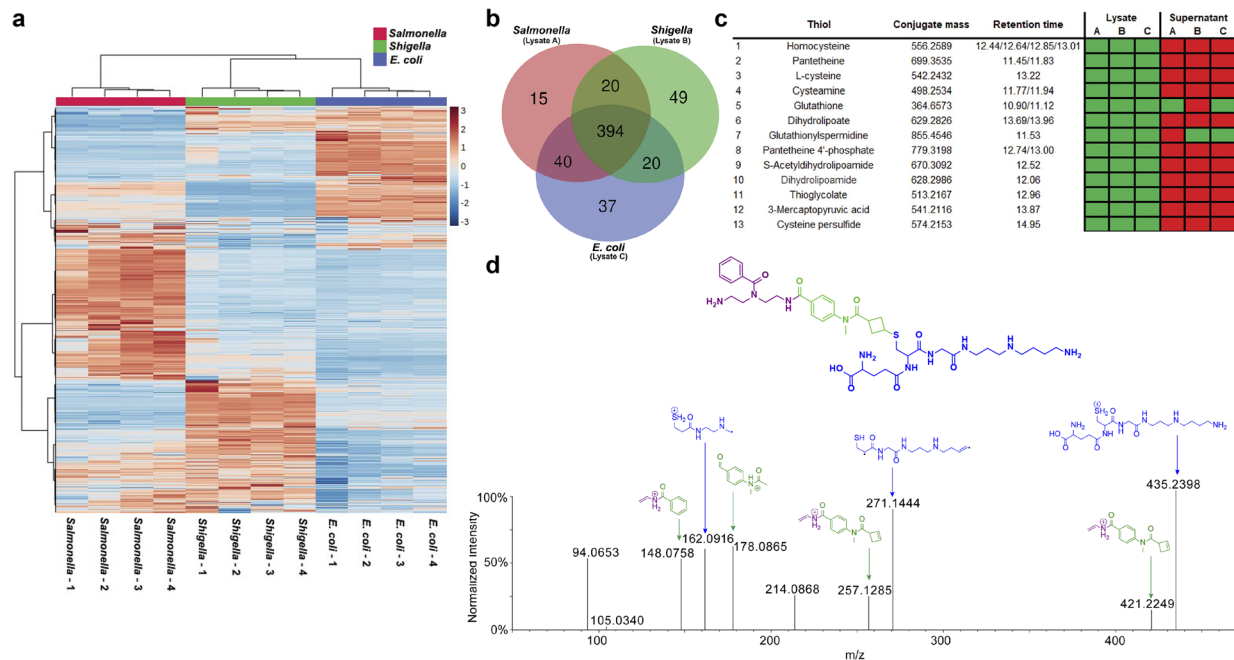 a
Salmonella
Shigella
E. coli
3
2
1
0
-1
-2
-3
Salmonella - 1
Salmonella - 2
Salmonella - 3
Salmonella - 4
Shigella - 1
Shigella - 2
Shigella - 3
Shigella - 4
E. coli - 1
E. coli - 2
E. coli - 3
E. coli - 4
b
Salmonella
(Lysate A)
Shigella
(Lysate B)
15
20
49
394
40
20
37
E. coli
(Lysate C)
c
Thiol Conjugate mass Retention time Lysate Supernatant
A B C A B C
1 Homocysteine 556.2589 12.44/12.64/12.85/13.01
2 Pantetheine 699.3535 11.45/11.83
3 L-cysteine 542.2432 13.22
4 Cysteamine 498.2534 11.77/11.94
5 Glutathione 364.6573 10.90/11.12
6 Dihydrolipoate 629.2826 13.69/13.96
7 Glutathionylspermidine 855.4546 11.53
8 Pantetheine 4'-phosphate 779.3198 12.74/13.00
9 S-Acetyldihydrolipoamide 670.3092 12.52
10 Dihydrolipoamide 628.2986 12.06
11 Thioglycolate 513.2167 12.96
12 3-Mercaptopyruvic acid 541.2116 13.87
13 Cysteine persulfide 574.2153 14.95
d
Normalized intensity
100%
50%
0%
94.0653
105.0340
148.0758
162.0916
178.0865
214.0868
257.1285
271.1444
421.2249
435.2398
100
200
300
400
m/z